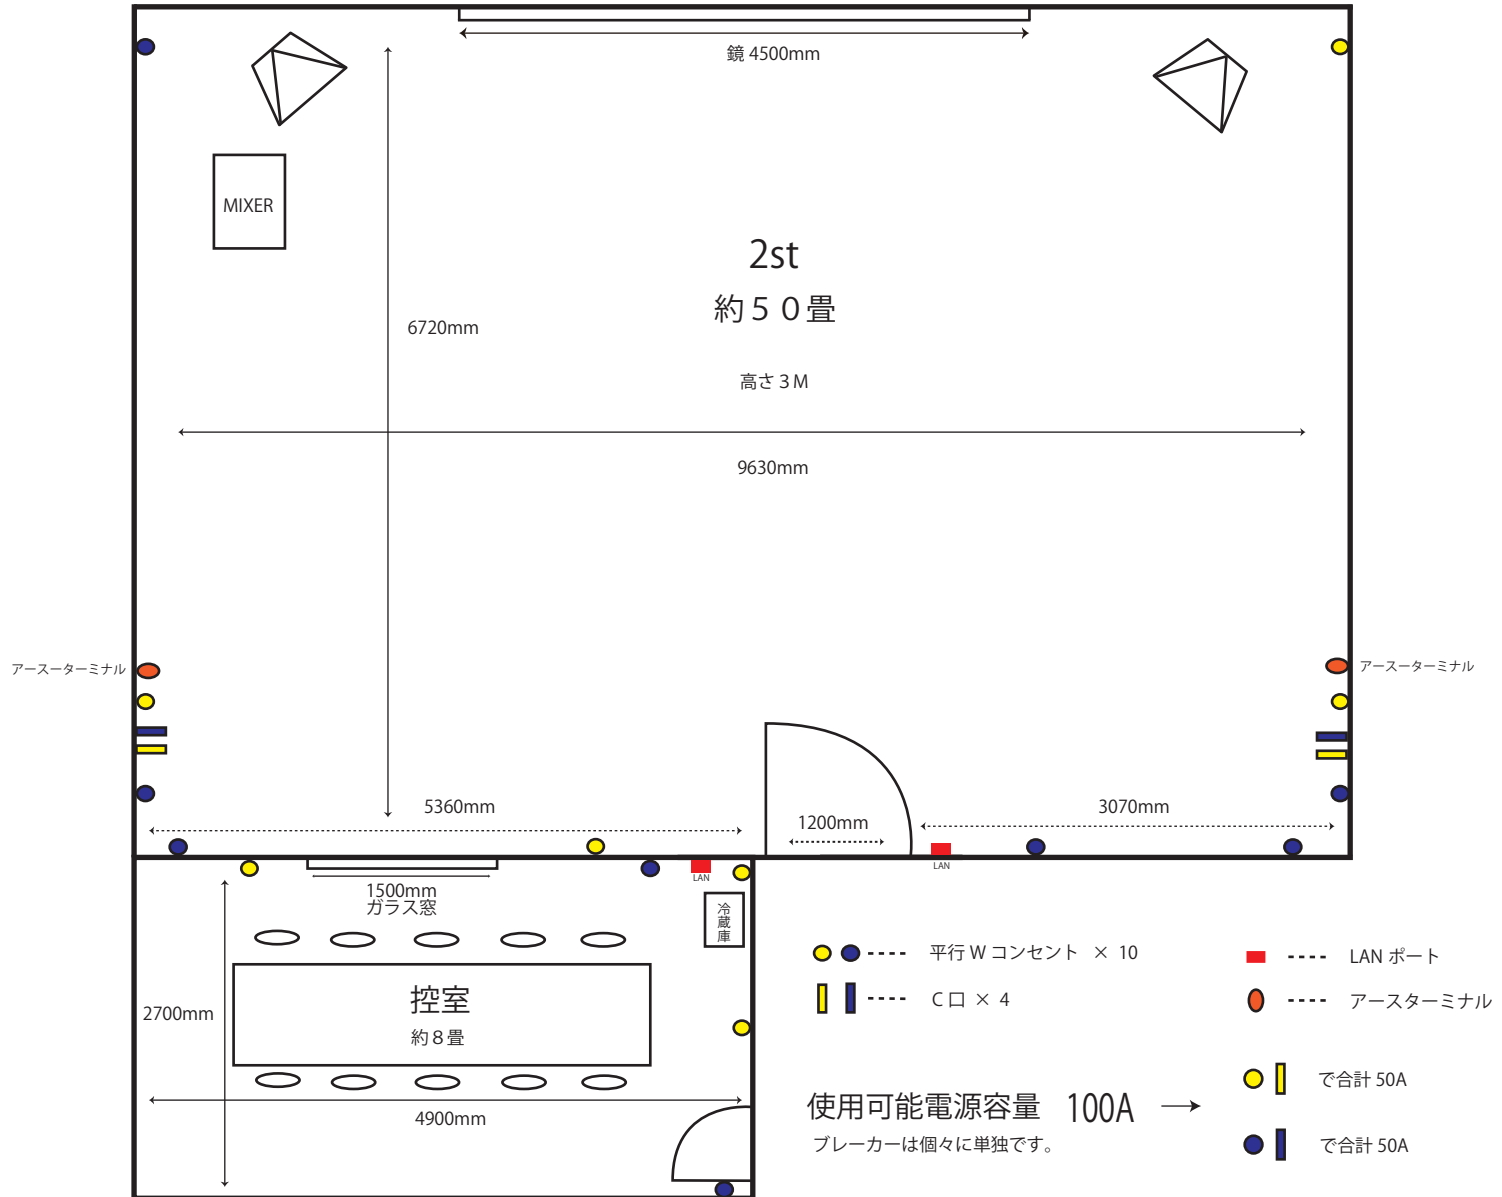 鏡 4500mm
MIXER
2st
約５０畳
6720mm
高さ 3 M
9630mm
アースーターミナル
アースーターミナル
5360mm
1200mm
3070mm
LAN
LAN
1500mm
ガラス窓
冷蔵庫
控室
約８畳
2700mm
4900mm
平行 W コンセント × 10
C 口 × 4
LAN ポート
アースターミナル
使用可能電源容量 100A
ブレーカーは個々に単独です。
で合計 50A
で合計 50A